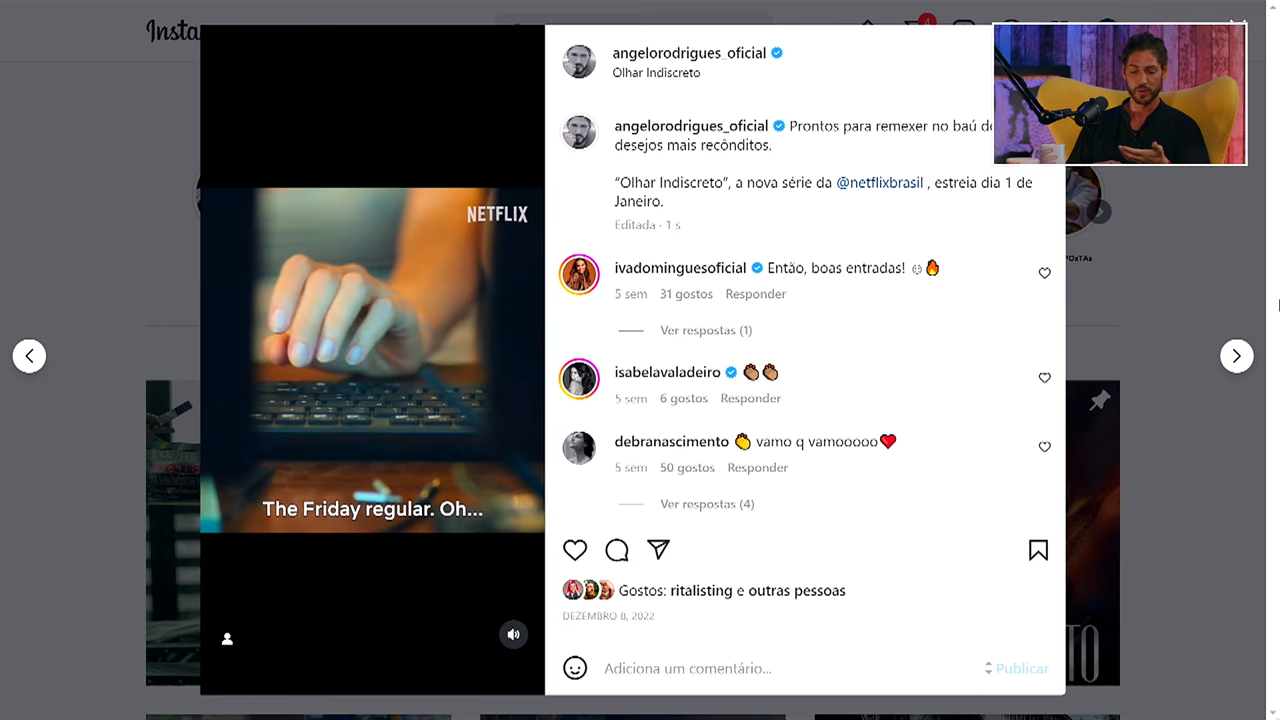 Insta
4
angelorodrigues_oficial
Olhar Indiscreto
angelorodrigues_oficial Prontos para remexer no baú
desejos mais recônditos.
“Olhar Indiscreto”, a nova série da @netflixbrasil , estreia dia 1 de
Janeiro.
Editada · 1 s
NETFLIX
The Friday regular. Oh...
ivadominguesoficial Então, boas entradas! 🔥
5 sem 31 gostos Responder
Ver respostas (1)
isabelavaladeiro 👏🏽👏🏽
5 sem 6 gostos Responder
debranascimento 👏 vamo q vamooooo❤️
5 sem 50 gostos Responder
Ver respostas (4)
Gostos: ritalisting e outras pessoas
DEZEMBRO 8, 2022
Adiciona um comentário...
Publicar